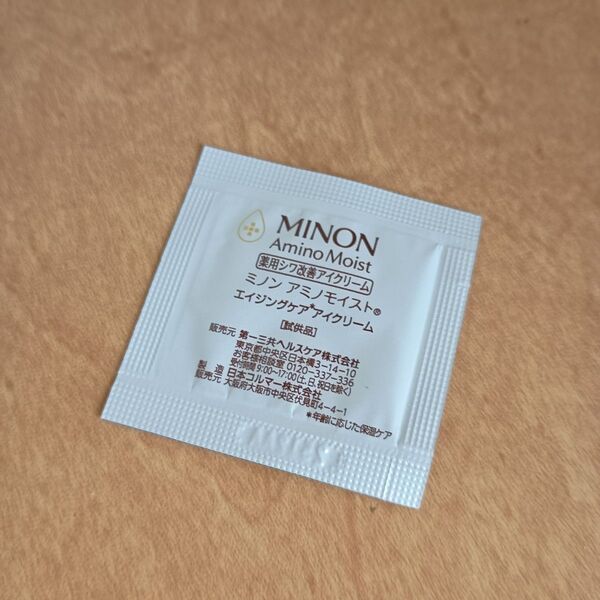 MINON
Amino Moist
薬用シワ改善アイクリーム
ミノン アミノモイスト®
エイジングケア*アイクリーム
[試供品]
販売元 第一三共ヘルスケア株式会社
東京都中央区日本橋3-14-10
お客様相談室 0120-337-336
受付時間 9:00~17:00(土、日、祝日を除く)
製造販売元 日本コルマー株式会社
大阪府大阪市中央区伏見町4-4-1
*年齢に応じた保湿ケア